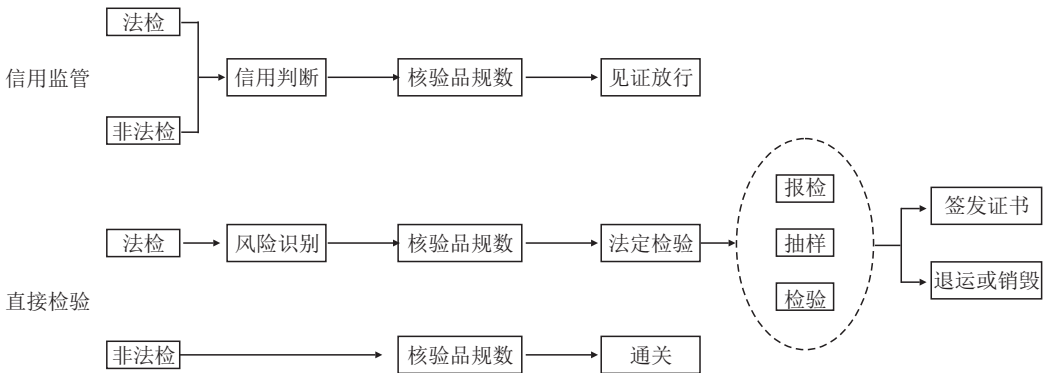 信用监管
法检
非法检
信用判断
核验品规数
见证放行
直接检验
法检
风险识别
核验品规数
法定检验
报检
抽样
检验
签发证书
退运或销毁
非法检
核验品规数
通关